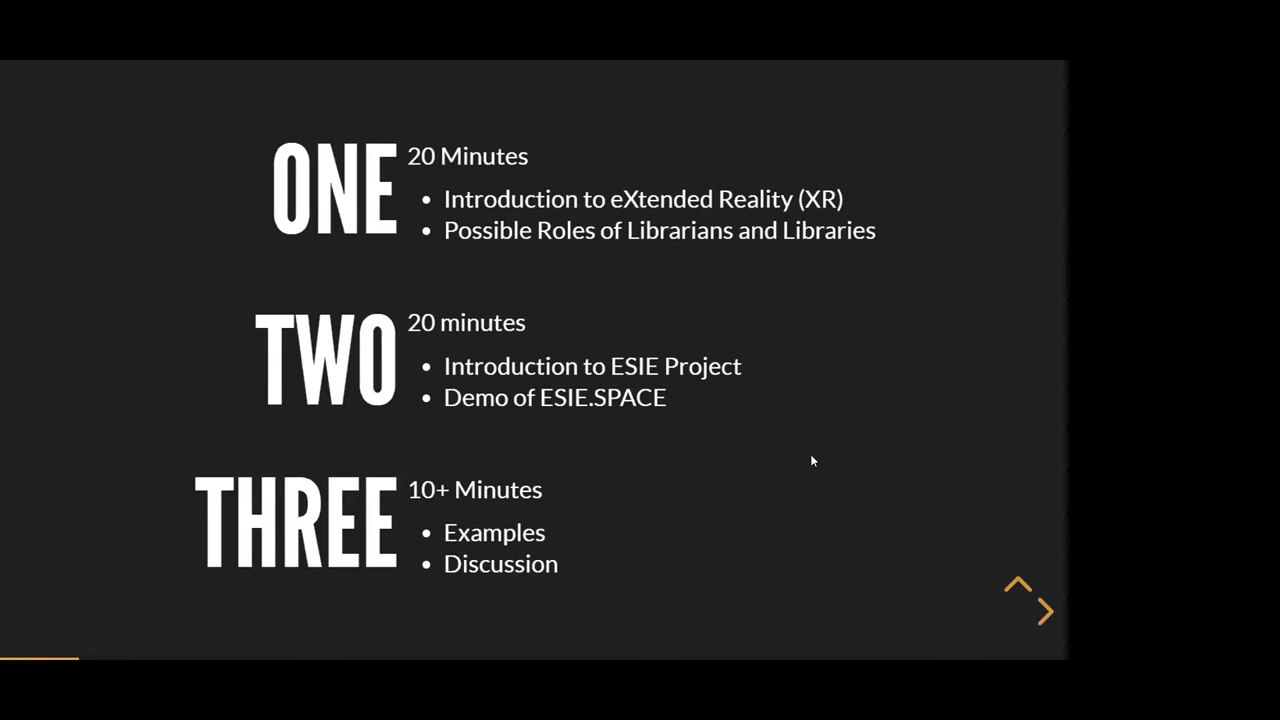 ONE
20 Minutes
• Introduction to eXtended Reality (XR)
• Possible Roles of Librarians and Libraries
TWO
20 minutes
• Introduction to ESIE Project
• Demo of ESIE.SPACE
THREE
10+ Minutes
• Examples
• Discussion